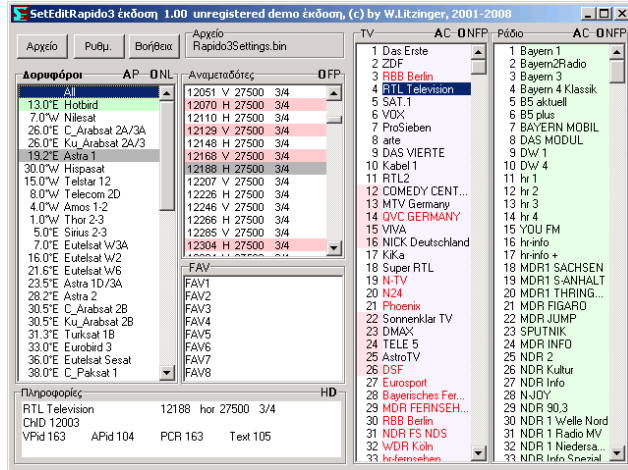 SetEditRapido3 έκδοση 1.00 unregistered demo έκδοση, (c) by W.Litzinger, 2001-2008
Αρχείο
Ρυθμ.
Βοήθεια
Αρχείο
Rapido3Settings.bin
Δορυφόροι AP ONL
All
13.0°E Hotbird
7.0°W Nilesat
26.0°E C_Arabsat 2A/3A
26.0°E Ku_Arabsat 2A/3
19.2°E Astra 1
30.0°W Hispasat
15.0°W Telstar 12
8.0°W Telecom 2D
4.0°W Amos 1-2
1.0°W Thor 2-3
5.0°E Sirius 2-3
7.0°E Eutelsat W3A
16.0°E Eutelsat W2
21.6°E Eutelsat W6
23.5°E Astra 1D/3A
28.2°E Astra 2
30.5°E C_Arabsat 2B
30.5°E Ku_Arabsat 2B
31.3°E Turksat 1B
33.0°E Eurobird 3
36.0°E Eutelsat Sesat
38.0°E C_Paksat 1
Αναμεταδότες OFP
12051 V 27500 3/4
12070 H 27500 3/4
12110 H 27500 3/4
12129 V 27500 3/4
12148 H 27500 3/4
12168 V 27500 3/4
12188 H 27500 3/4
12207 V 27500 3/4
12226 H 27500 3/4
12246 V 27500 3/4
12266 H 27500 3/4
12285 V 27500 3/4
12304 H 27500 3/4
FAV
FAV1
FAV2
FAV3
FAV4
FAV5
FAV6
FAV7
FAV8
Πληροφορίες HD-
RTL Television 12188 hor 27500 3/4
ChID 12003
VPid 163 APid 104 PCR 163 Text 105
TV AC ONFP
1 Das Erste
2 ZDF
3 RBB Berlin
4 RTL Television
5 SAT.1
6 VOX
7 ProSieben
8 arte
9 DAS VIERTE
10 Kabel 1
11 RTL2
12 COMEDY CENT...
13 MTV Germany
14 QVC GERMANY
15 VIVA
16 NICK Deutschland
17 KiKa
18 Super RTL
19 N-TV
20 N24
21 Phoenix
22 Sonnenklar TV
23 DMAX
24 TELE 5
25 AstroTV
26 DSF
27 Eurosport
28 Bayerisches Fer...
29 MDR FERNSEH...
30 RBB Berlin
31 NDR FS NDS
32 WDR Köln
33 hr-fernsehen
Ράδιο AC ONFP
1 Bayern 1
2 Bayern2Radio
3 Bayern 3
4 Bayern 4 Klassik
5 B5 aktuell
6 B5 plus
7 BAYERN MOBIL
8 DAS MODUL
9 DW 1
10 DW 4
11 hr 1
12 hr 2
13 hr 3
14 hr 4
15 YOU FM
16 hr-info
17 hr-info +
18 MDR1 SACHSEN
19 MDR1 S-ANHALT
20 MDR1 THRING...
21 MDR FIGARO
22 MDR JUMP
23 SPUTNIK
24 MDR INFO
25 NDR 2
26 NDR Kultur
27 NDR Info
28 N-JOY
29 NDR 90,3
30 NDR 1 Welle Nord
31 NDR 1 Radio MV
32 NDR 1 Niedersa...
33 NDR Info Spezial